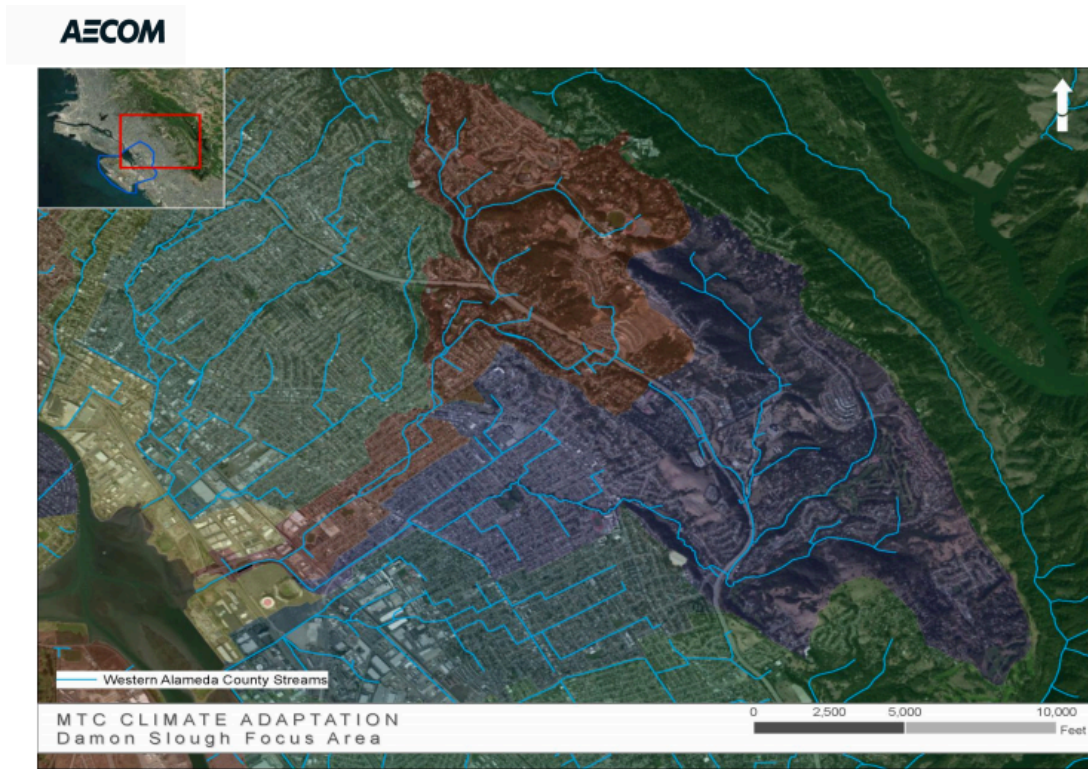 AECOM
Western Alameda County Streams
MTC CLIMATE ADAPTATION
Damon Slough Focus Area
0 2,500 5,000 10,000
Feet